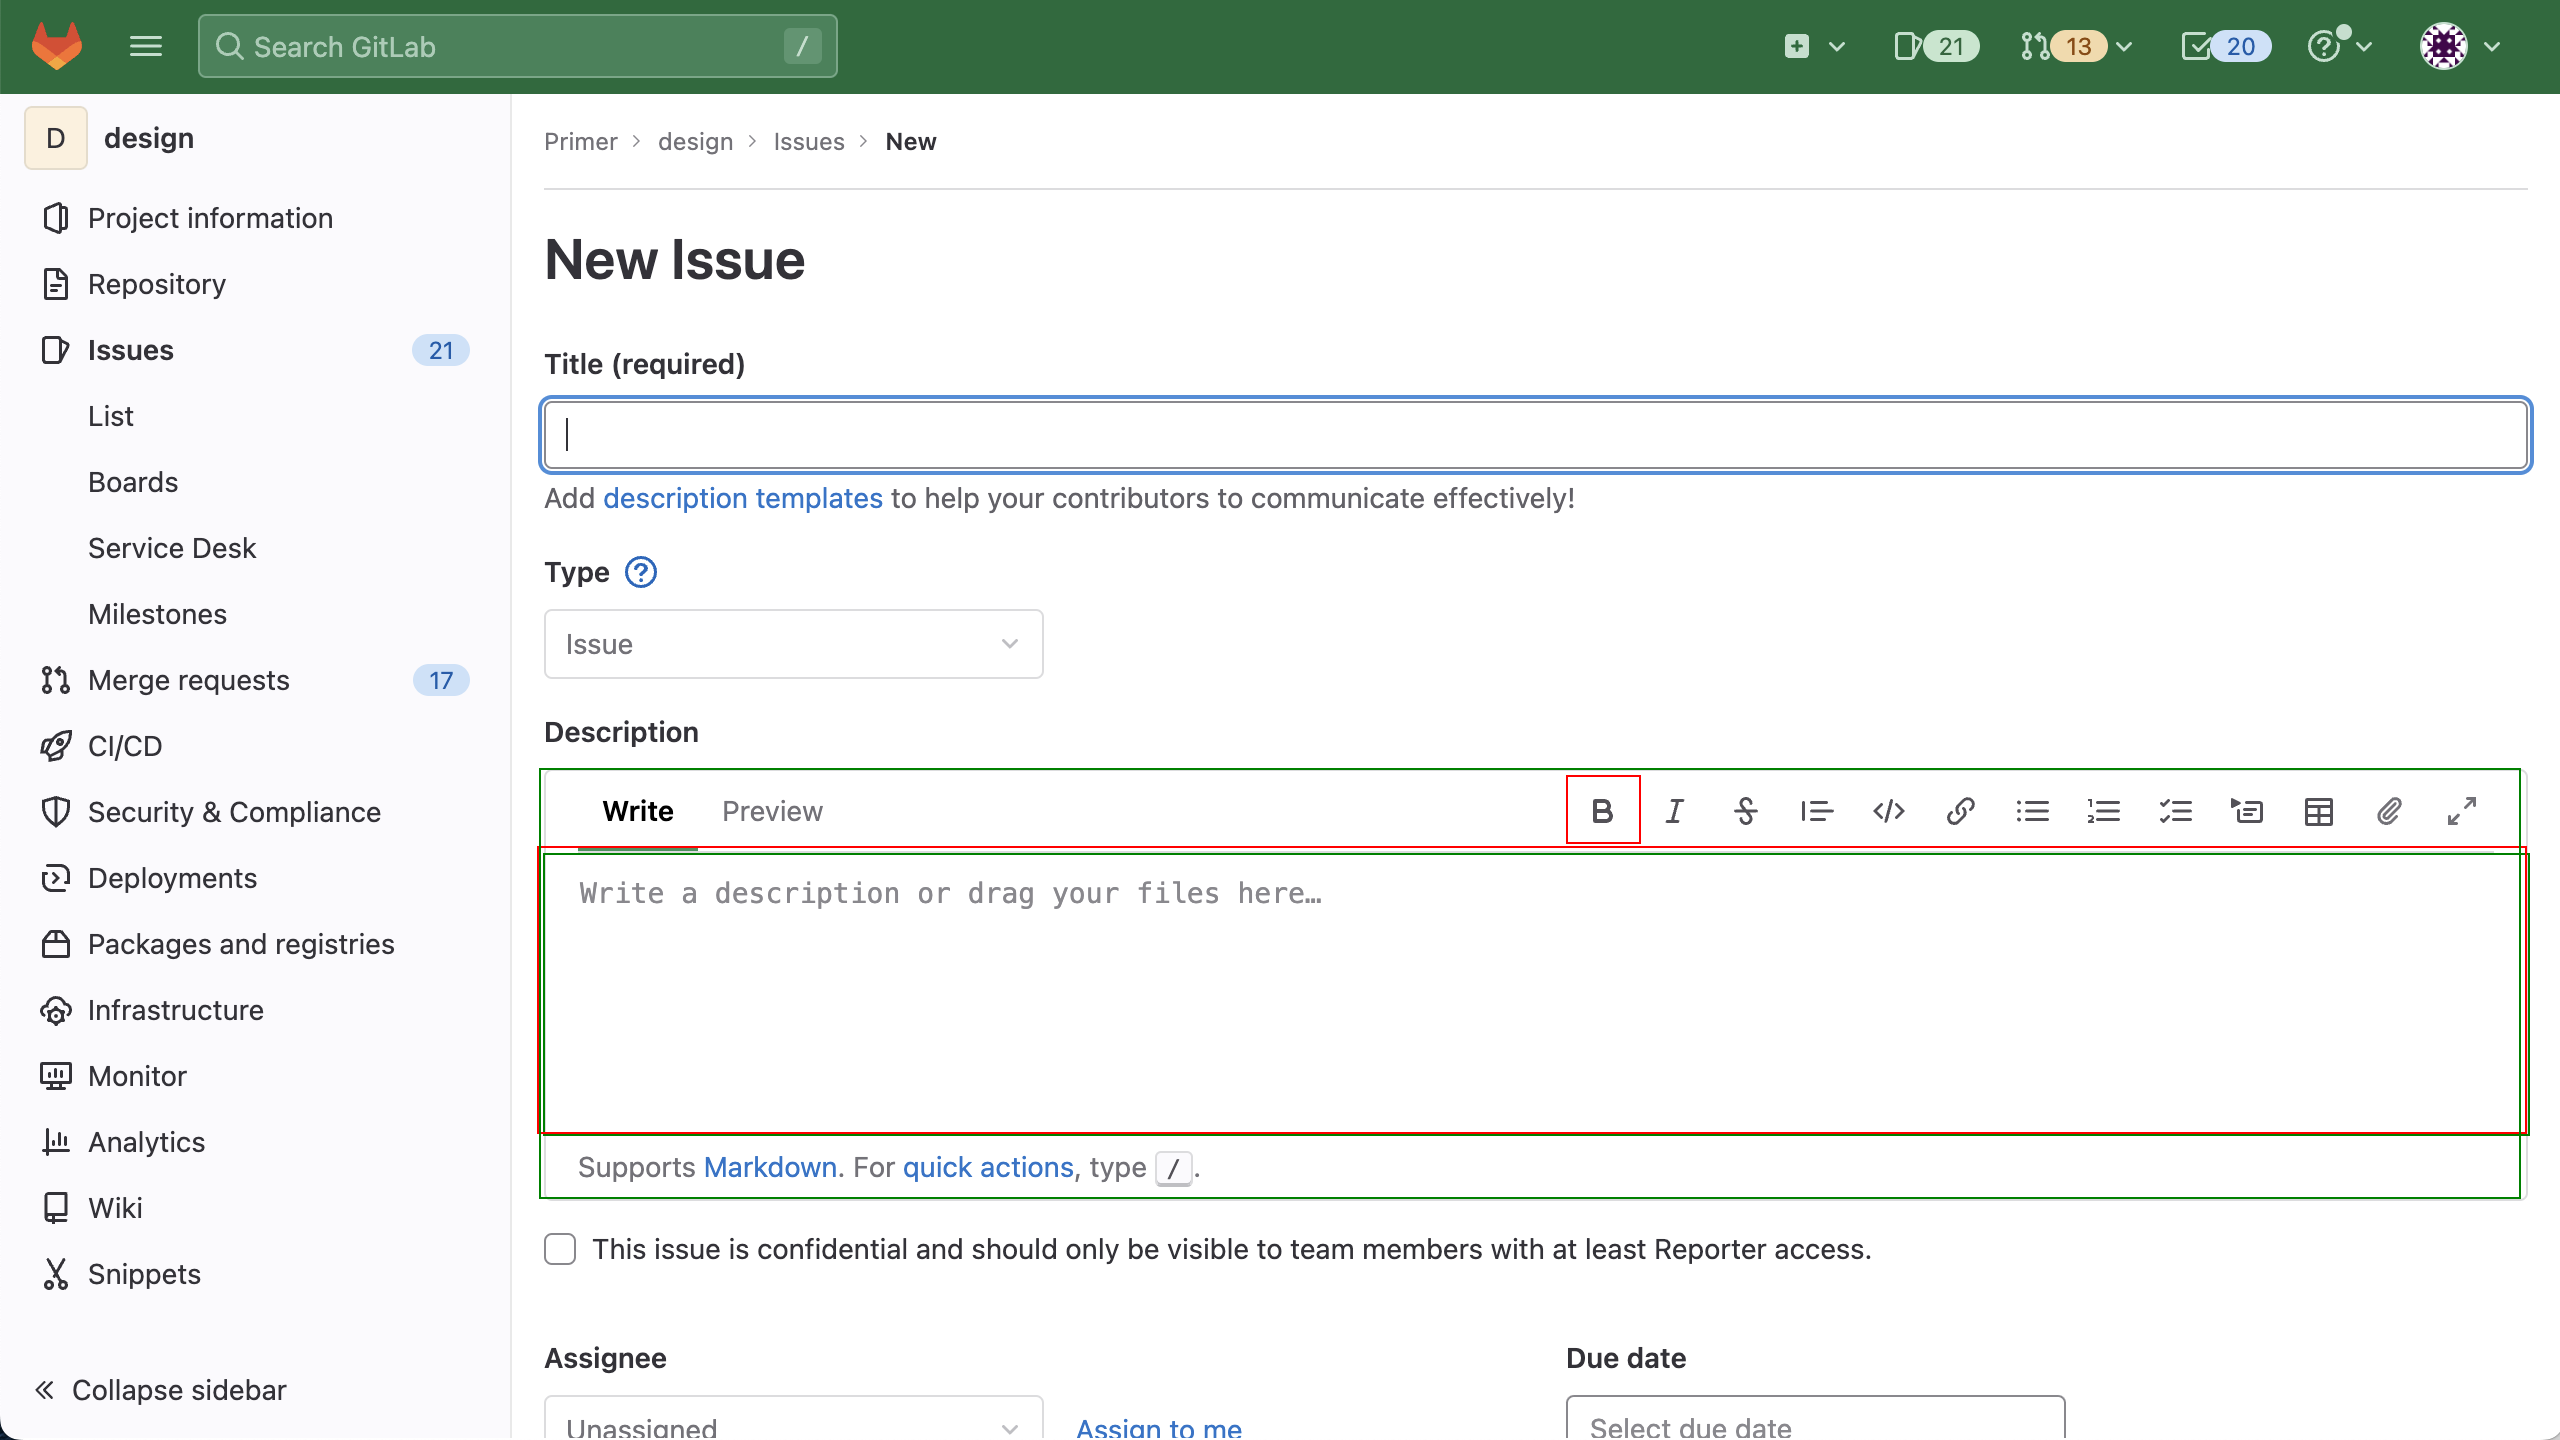 Search GitLab /
21
13
20
D design
Project information
Repository
Issues 21
List
Boards
Service Desk
Milestones
Merge requests 17
CI/CD
Security & Compliance
Deployments
Packages and registries
Infrastructure
Monitor
Analytics
Wiki
Snippets
Collapse sidebar
Primer > design > Issues > New
New Issue
Title (required)
Add description templates to help your contributors to communicate effectively!
Type ?
Issue
Description
Write Preview B I S
Write a description or drag your files here…
Supports Markdown. For quick actions, type /.
This issue is confidential and should only be visible to team members with at least Reporter access.
Assignee
Unassigned Assign to me
Due date
Select due date